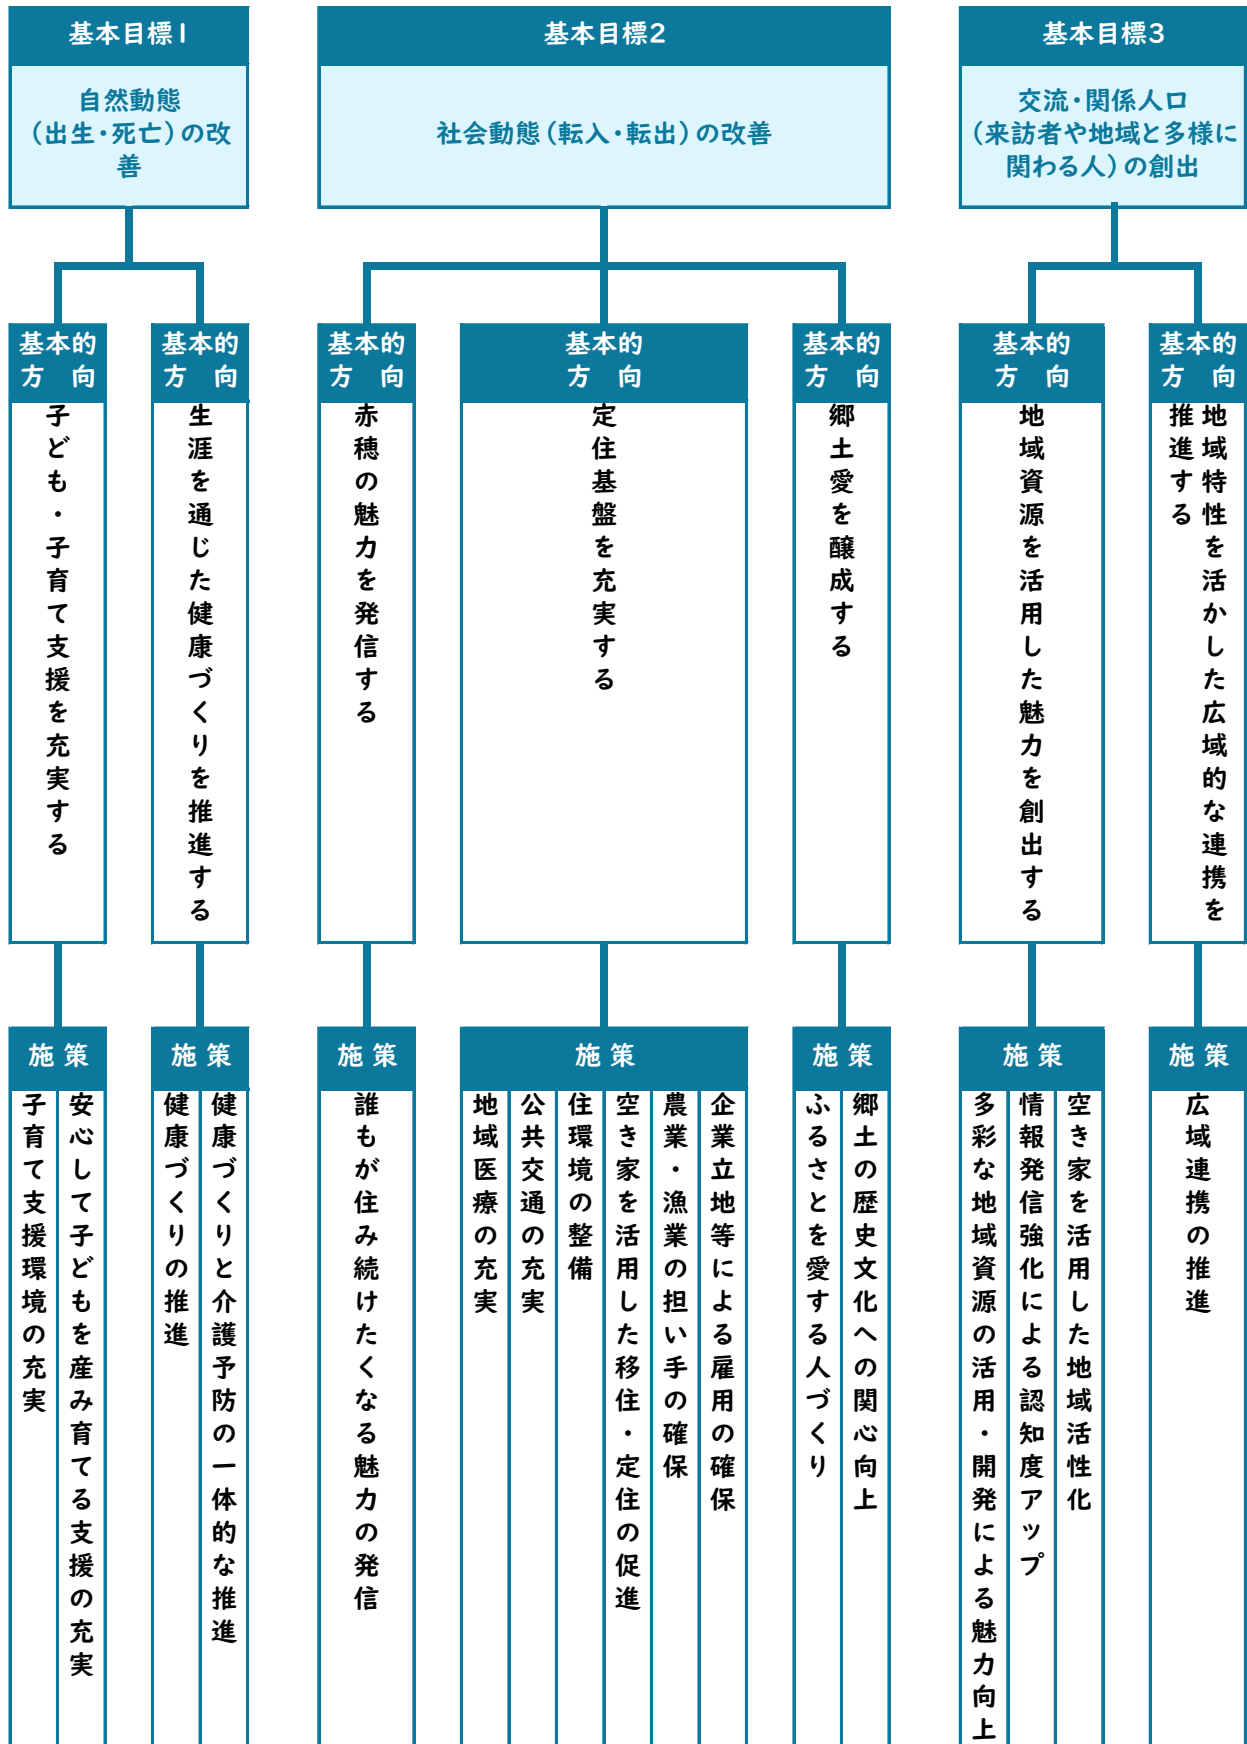 基本目標1
自然動態
（出生・死亡）の改
善
基本目標2
社会動態（転入・転出）の改善
基本目標3
交流・関係人口
（来訪者や地域と多様に
関わる人）の創出
基本的
方　向
子ども・子育て支援を充実する
基本的
方　向
生涯を通じた健康づくりを推進する
基本的
方　向
赤穂の魅力を発信する
基本的
方　向
定住基盤を充実する
基本的
方　向
郷土愛を醸成する
基本的
方　向
地域資源を活用した魅力を創出する
基本的
方　向
地域特性を活かした広域的な連携を
推進する
施 策
子育て支援環境の充実
安心して子どもを産み育てる支援の充実
施 策
健康づくりの推進
健康づくりと介護予防の一体的な推進
施 策
誰もが住み続けたくなる魅力の発信
施 策
地域医療の充実
公共交通の充実
住環境の整備
空き家を活用した移住・定住の促進
農業・漁業の担い手の確保
企業立地等による雇用の確保
施 策
ふるさとを愛する人づくり
郷土の歴史文化への関心向上
施 策
多彩な地域資源の活用・開発による魅力向上
情報発信強化による認知度アップ
空き家を活用した地域活性化
施 策
広域連携の推進